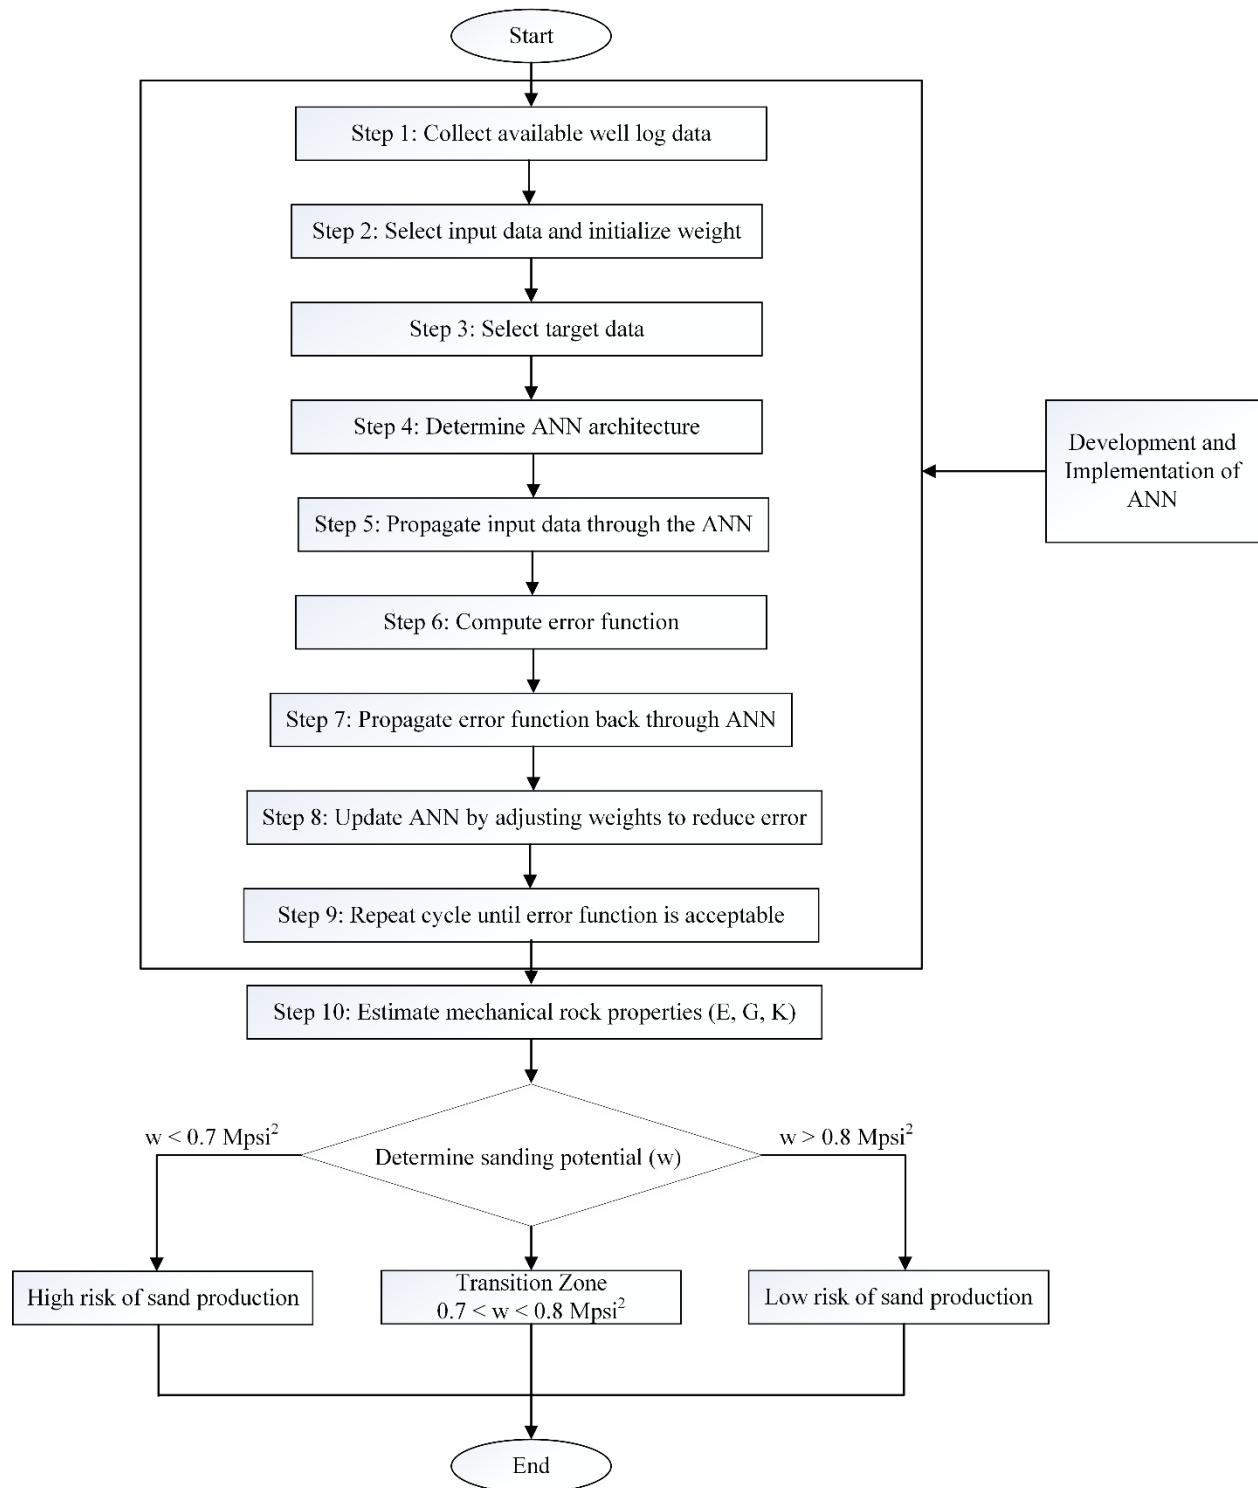 Start
Step 1: Collect available well log data
Step 2: Select input data and initialize weight
Step 3: Select target data
Step 4: Determine ANN architecture
Development and
Implementation of
ANN
Step 5: Propagate input data through the ANN
Step 6: Compute error function
Step 7: Propagate error function back through ANN
Step 8: Update ANN by adjusting weights to reduce error
Step 9: Repeat cycle until error function is acceptable
Step 10: Estimate mechanical rock properties (E, G, K)
w < 0.7 Mpsi²
Determine sanding potential (w)
w > 0.8 Mpsi²
High risk of sand production
Transition Zone
0.7 < w < 0.8 Mpsi²
Low risk of sand production
End